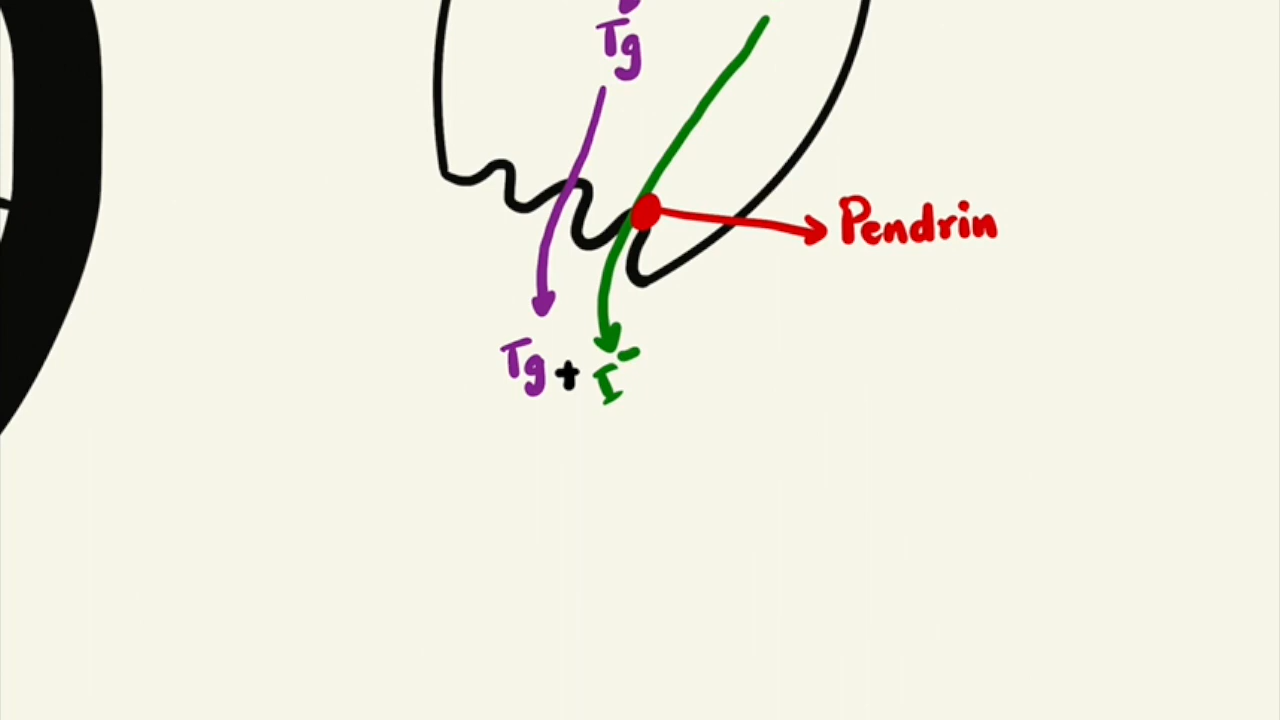 Tg
Pendrin
Tg + I⁻